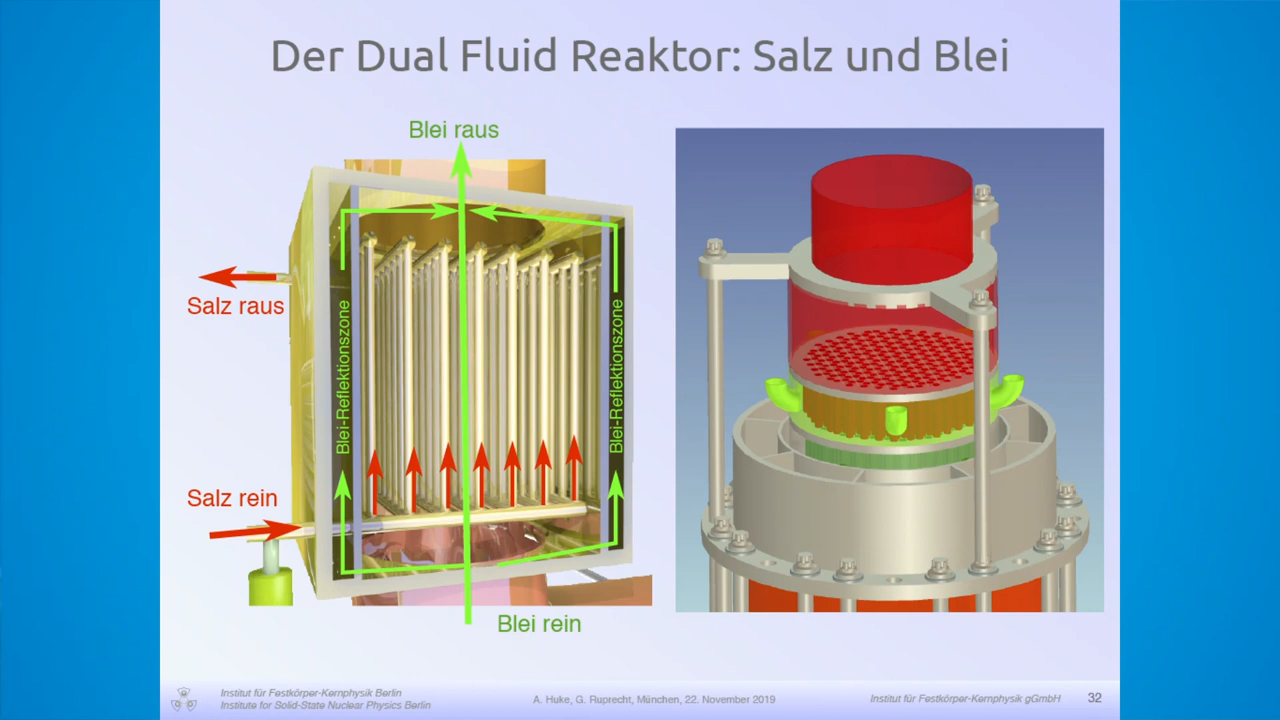 Der Dual Fluid Reaktor: Salz und Blei
Blei raus
Salz raus
Blei-Reflektionszone
Blei-Reflektionszone
Salz rein
Blei rein
Institut für Festkörper-Kernphysik Berlin
Institute for Solid-State Nuclear Physics Berlin
A. Huke, G. Ruprecht, München, 22. November 2019
Institut für Festkörper-Kernphysik gGmbH
32